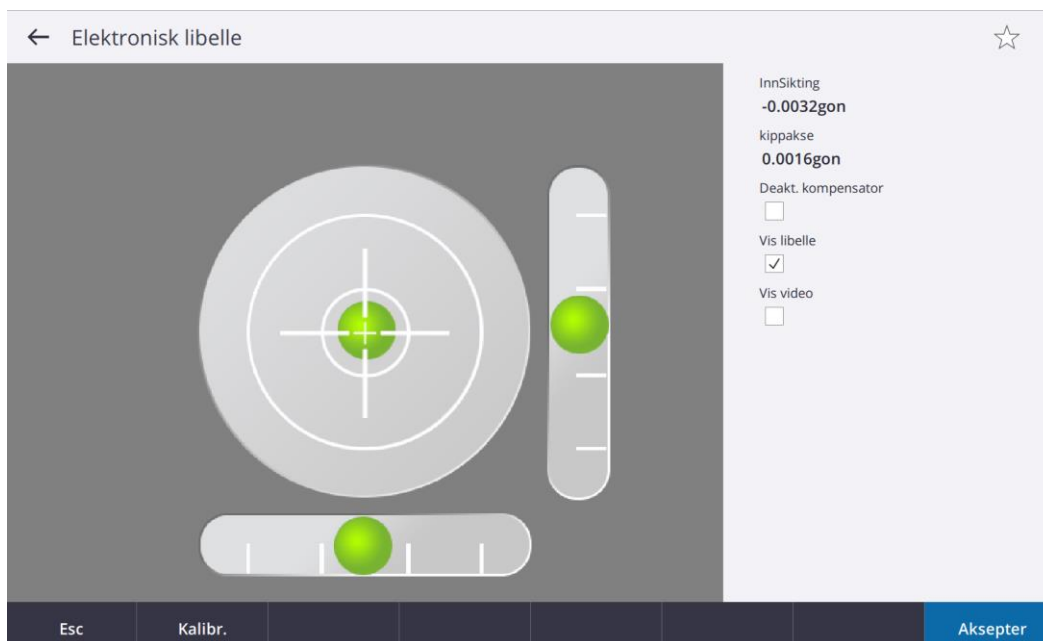 Elektronisk libelle
InnSikting
-0.0032gon
kippakse
0.0016gon
Deakt. kompensator
Vis libelle
Vis video
Esc
Kalibr.
Aksepter